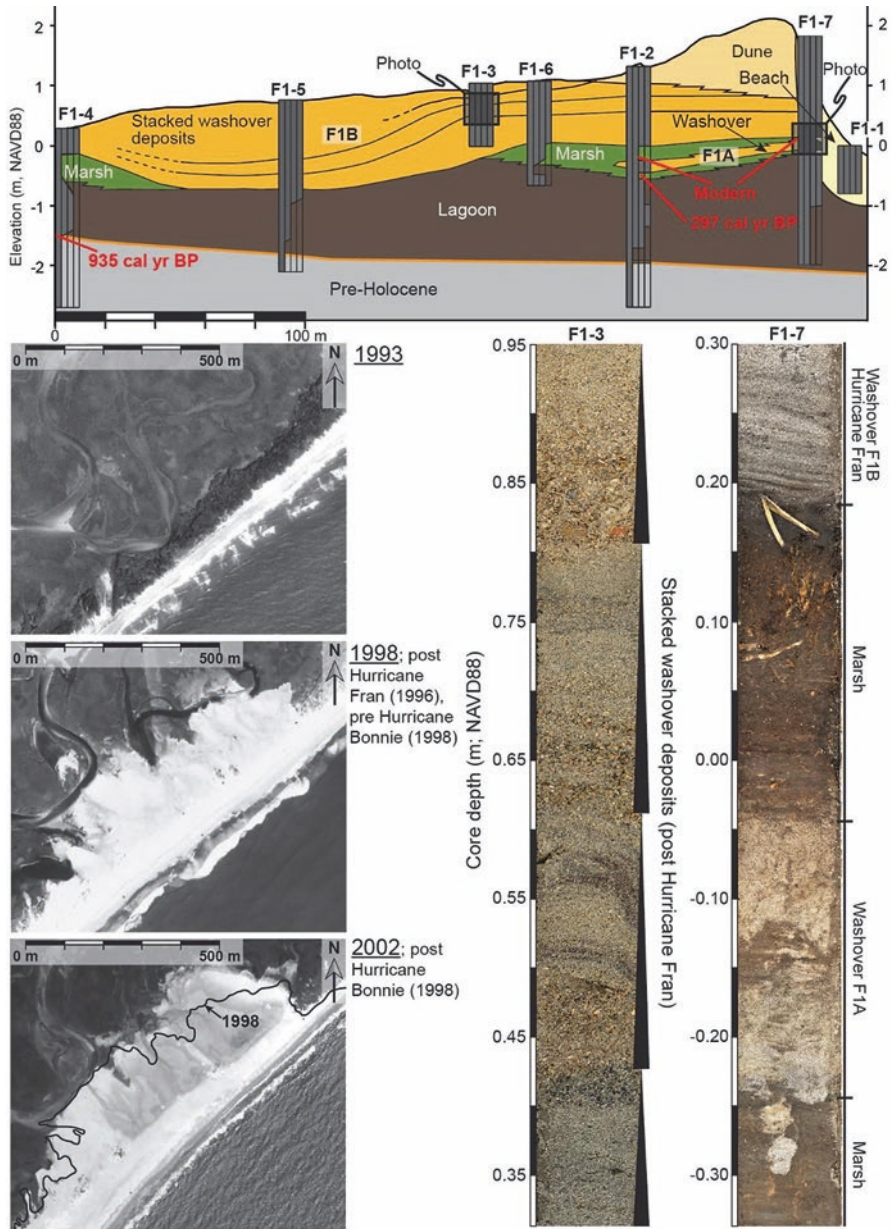 2
1
0
-1
-2
Elevation (m, NAVD88)
F1-4
F1-5
Photo
F1-3
F1-6
F1-2
F1-7
Dune
Beach
Photo
F1-1
2
1
0
-1
-2
Stacked washover
deposits
F1B
Washover
F1A
Marsh
Marsh
Modern
Lagoon
297 cal yr BP
935 cal yr BP
Pre-Holocene
0
100 m
0 m
500 m
N
1993
0 m
500 m
N
1998; post
Hurricane
Fran (1996),
pre Hurricane
Bonnie (1998)
0 m
500 m
N
2002; post
Hurricane
Bonnie (1998)
1998
F1-3
0.95
0.85
0.75
0.65
0.55
0.45
0.35
Core depth (m; NAVD88)
Stacked washover deposits (post Hurricane Fran)
F1-7
0.30
0.20
0.10
0.00
-0.10
-0.20
-0.30
Washover F1B
Hurricane Fran
Marsh
Washover F1A
Marsh